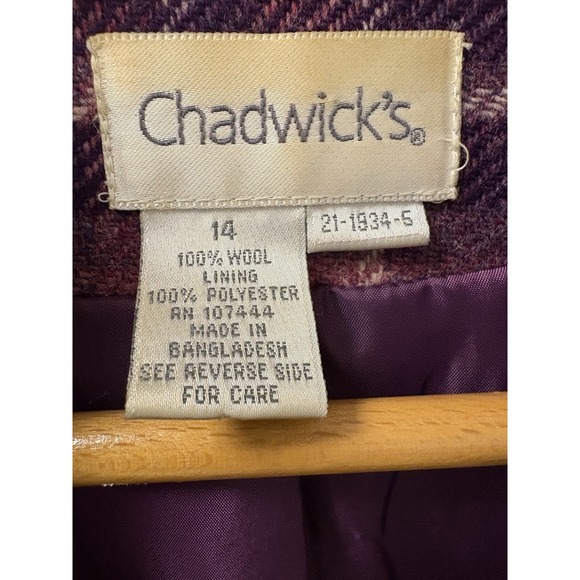 Chadwick's®
14
21-1934-5
100% WOOL
LINING
100% POLYESTER
RN 107444
MADE IN
BANGLADESH
SEE REVERSE SIDE
FOR CARE